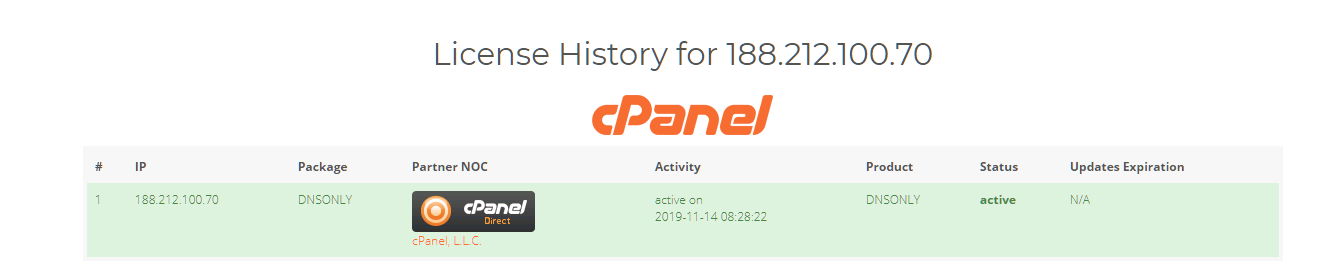 License History for 188.212.100.70
cPanel
# IP Package Partner NOC Activity Product Status Updates Expiration
1 188.212.100.70 DNSONLY cPanel Direct active on DNSONLY active N/A
2019-11-14 08:28:22
cPanel, L.L.C.